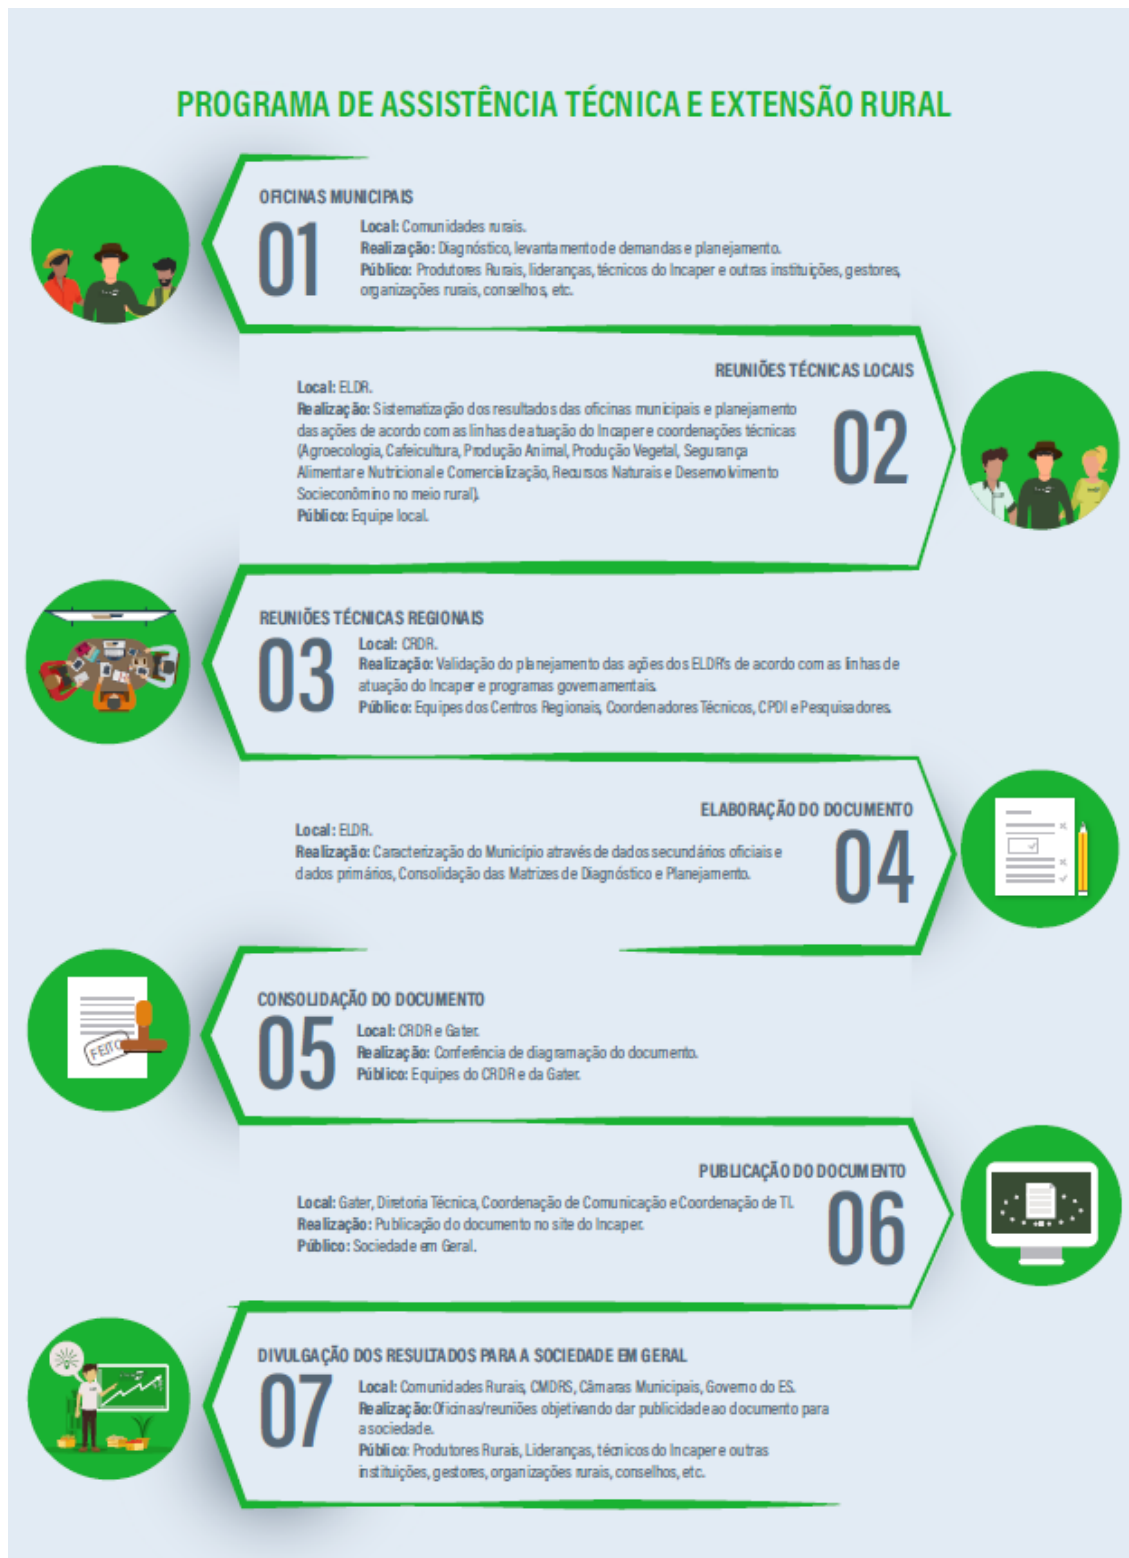 PROGRAMA DE ASSISTÊNCIA TÉCNICA E EXTENSÃO RURAL
OFICINAS MUNICIPAIS
01
Local: Comunidades rurais.
Realização: Diagnóstico, levantamento de demandas e planejamento.
Público: Produtores Rurais, lideranças, técnicos do Incaper e outras instituições, gestores,
organizações rurais, conselhos, etc.
REUNIÕES TÉCNICAS LOCAIS
02
Local: ELDR.
Realização: Sistematização dos resultados das oficinas municipais e planejamento
das ações de acordo com as linhas de atuação do Incaper e coordenações técnicas
(Agroecologia, Cafeicultura, Produção Animal, Produção Vegetal, Segurança
Alimentar e Nutricional e Comercialização, Recursos Naturais e Desenvolvimento
Socieconômino no meio rural).
Público: Equipe local.
REUNIÕES TÉCNICAS REGIONAIS
03
Local: CRDR.
Realização: Validação do planejamento das ações dos ELDR's de acordo com as linhas de
atuação do Incaper e programas governamentais.
Público: Equipes dos Centros Regionais, Coordenadores Técnicos, CPDI e Pesquisadores.
ELABORAÇÃO DO DOCUMENTO
04
Local: ELDR.
Realização: Caracterização do Município através de dados secundários oficiais e
dados primários, Consolidação das Matrizes de Diagnóstico e Planejamento.
CONSOLIDAÇÃO DO DOCUMENTO
05
Local: CRDR e Gater.
Realização: Conferência de diagramação do documento.
Público: Equipes do CRDR e da Gater.
FEITO
PUBLICAÇÃO DO DOCUMENTO
06
Local: Gater, Diretoria Técnica, Coordenação de Comunicação e Coordenação de TI.
Realização: Publicação do documento no site do Incaper.
Público: Sociedade em Geral.
DIVULGAÇÃO DOS RESULTADOS PARA A SOCIEDADE EM GERAL
07
Local: Comunidades Rurais, CMDRS, Câmaras Municipais, Governo do ES.
Realização: Oficinas/reuniões objetivando dar publicidade ao documento para
a sociedade.
Público: Produtores Rurais, Lideranças, técnicos do Incaper e outras
instituições, gestores, organizações rurais, conselhos, etc.